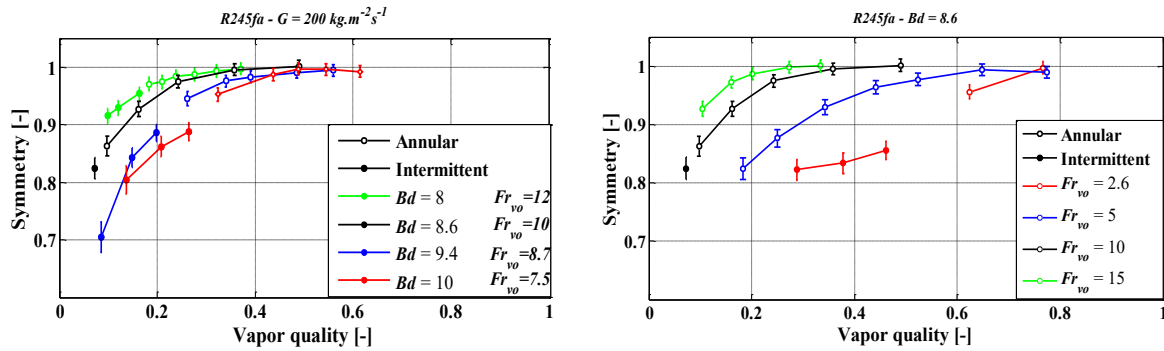 R245fa - G = 200 kg.m⁻²s⁻¹
Symmetry [-]
1
0.9
0.8
0.7
0 0.2 0.4 0.6 0.8 1
Vapor quality [-]
Annular
Intermittent
Bd = 8 Fr_vo=12
Bd = 8.6 Fr_vo=10
Bd = 9.4 Fr_vo=8.7
Bd = 10 Fr_vo=7.5
R245fa - Bd = 8.6
Symmetry [-]
1
0.9
0.8
0.7
0 0.2 0.4 0.6 0.8 1
Vapor quality [-]
Annular
Intermittent
Fr_vo = 2.6
Fr_vo = 5
Fr_vo = 10
Fr_vo = 15